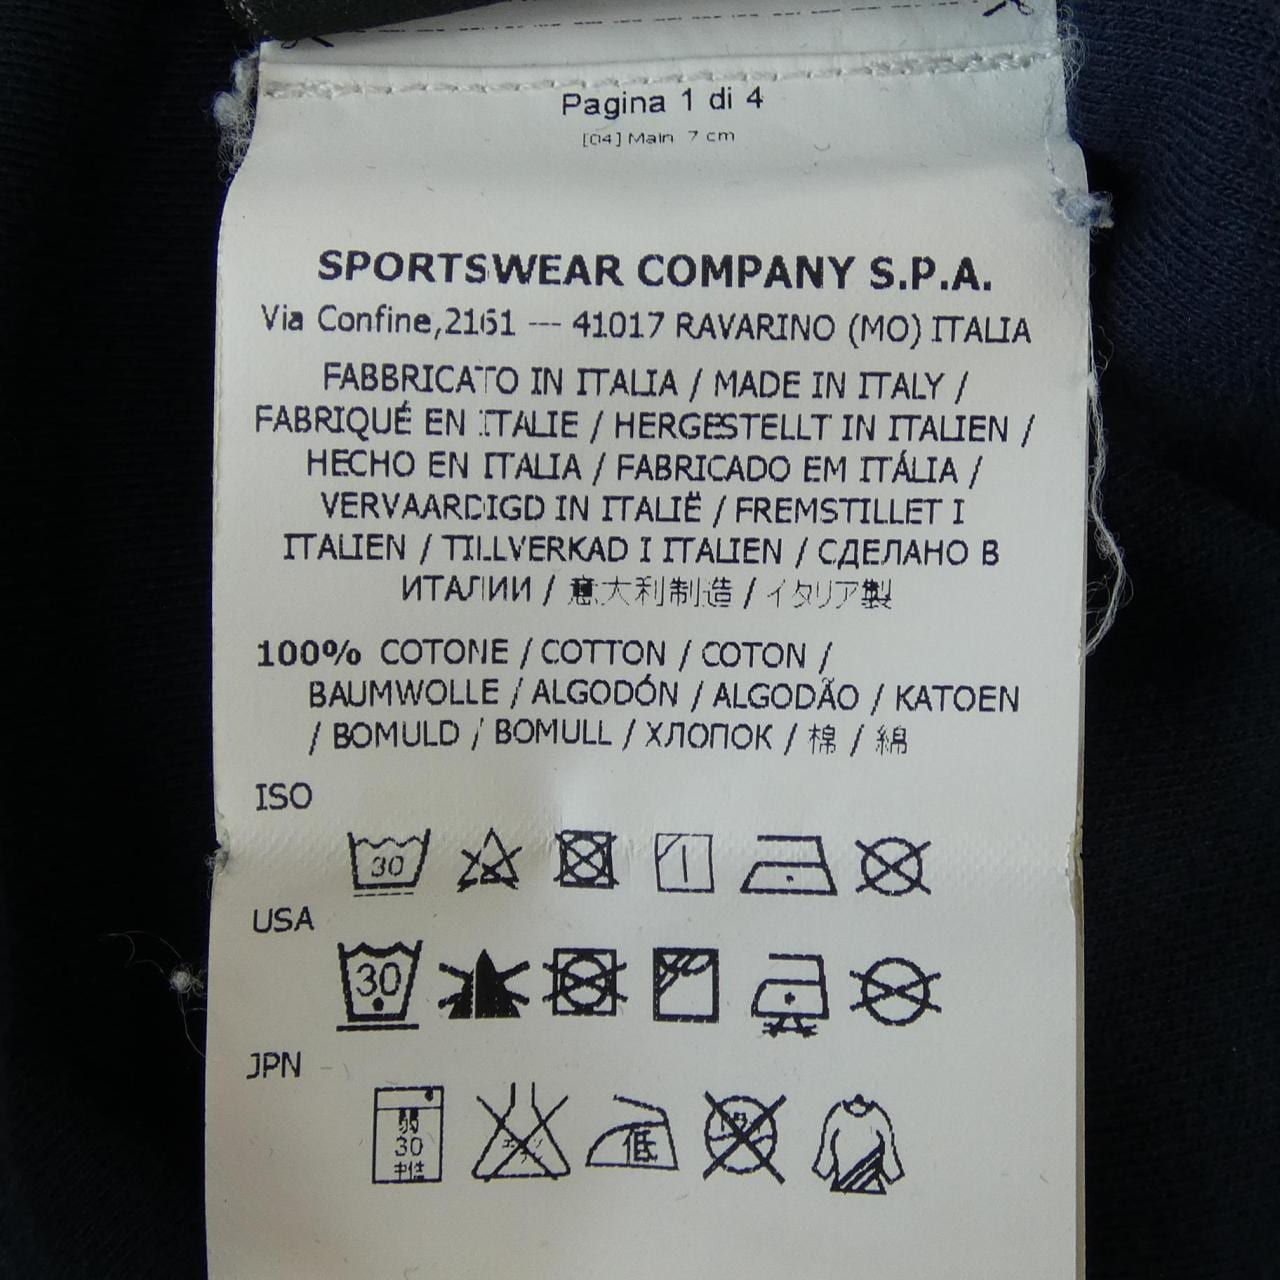 Pagina 1 di 4
[04] Main 7 cm
SPORTSWEAR COMPANY S.P.A.
Via Confine,2161 --- 41017 RAVARINO (MO) ITALIA
FABBRICATO IN ITALIA / MADE IN ITALY /
FABRIQUÉ EN ITALIE / HERGESTELLT IN ITALIEN /
HECHO EN ITALIA / FABRICADO EM ITÁLIA /
VERVAARDIGD IN ITALIË / FREMSTILLET I
ITALIEN / TILLVERKAD I ITALIEN / СДЕЛАНО В
ИТАЛИИ / 意大利制造 / イタリア製
100% COTONE / COTTON / COTON /
BAUMWOLLE / ALGODÓN / ALGODÃO / KATOEN
/ BOMULD / BOMULL / ХЛОПОК / 棉 / 綿
ISO
30
USA
30
JPN
弱
30
中性
低